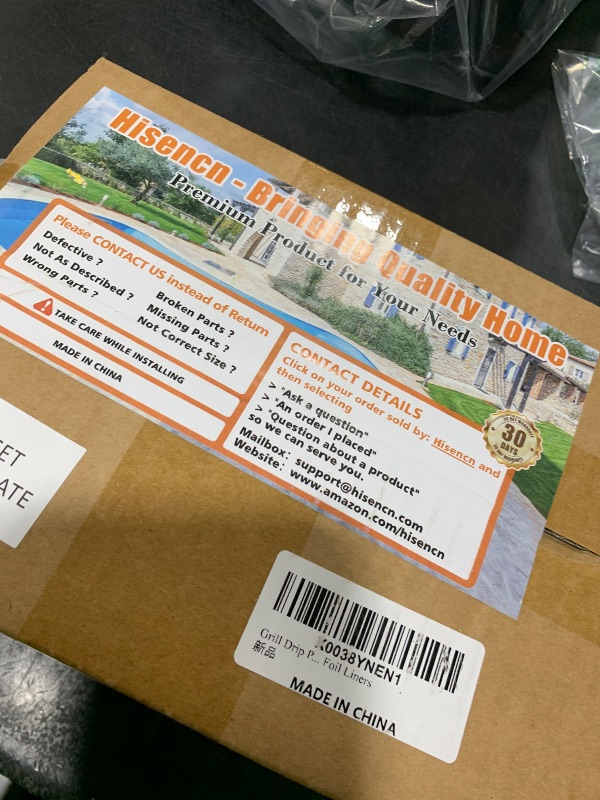 Hisencn - Bringing Quality Home
Premium Product for Your Needs
Please CONTACT US instead of Return
Defective ?
Not As Described ?
Wrong Parts ?
Broken Parts ?
Missing Parts ?
Not Correct Size ?
TAKE CARE WHILE INSTALLING
MADE IN CHINA
CONTACT DETAILS
Click on your order sold by: Hisencn and
then selecting
> "Ask a question"
> "An order I placed"
> "Question about a product"
so we can serve you.
Mailbox: support@hisencn.com
Website: www.amazon.com/hisencn
30
DAYS
EET
ATE
X0038YNEN1
Grill Drip P... Foil Liners
新品
MADE IN CHINA